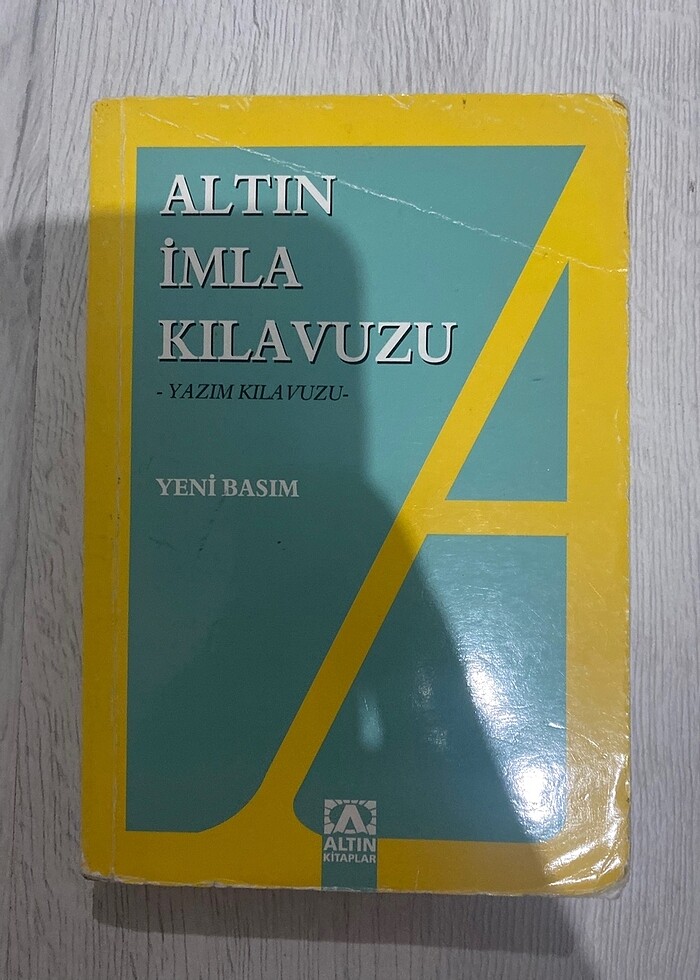 ALTIN
İMLA
KILAVUZU
- YAZIM KILAVUZU-
YENİ BASIM
ALTIN
KİTAPLAR